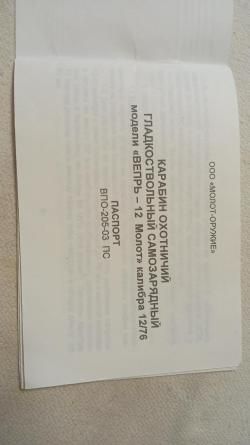 ООО «МОЛОТ-ОРУЖИЕ»
КАРАБИН ОХОТНИЧИЙ
ГЛАДКОСТВОЛЬНЫЙ САМОЗАРЯДНЫЙ
модели «ВЕПРЬ – 12 Молот» калибра 12/76
ПАСПОРТ
ВПО-205-03 ПС